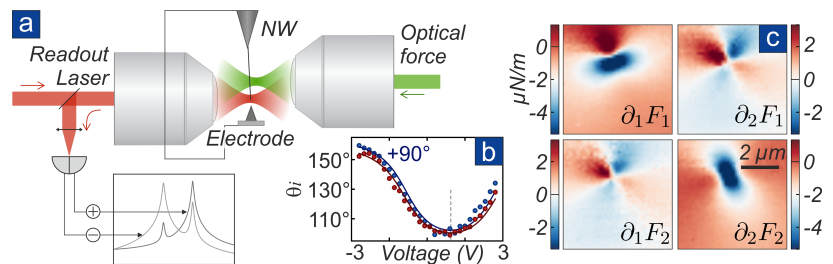 a
NW
Readout
Laser
Optical
force
Electrode
+
−
b
+90°
θi
150°
130°
110°
-3
Voltage (V)
3
c
μN/m
0
-2
-4
∂₁F₁
∂₂F₁
2
0
-2
2
0
-2
∂₁F₂
2 μm
∂₂F₂
0
-2
-4